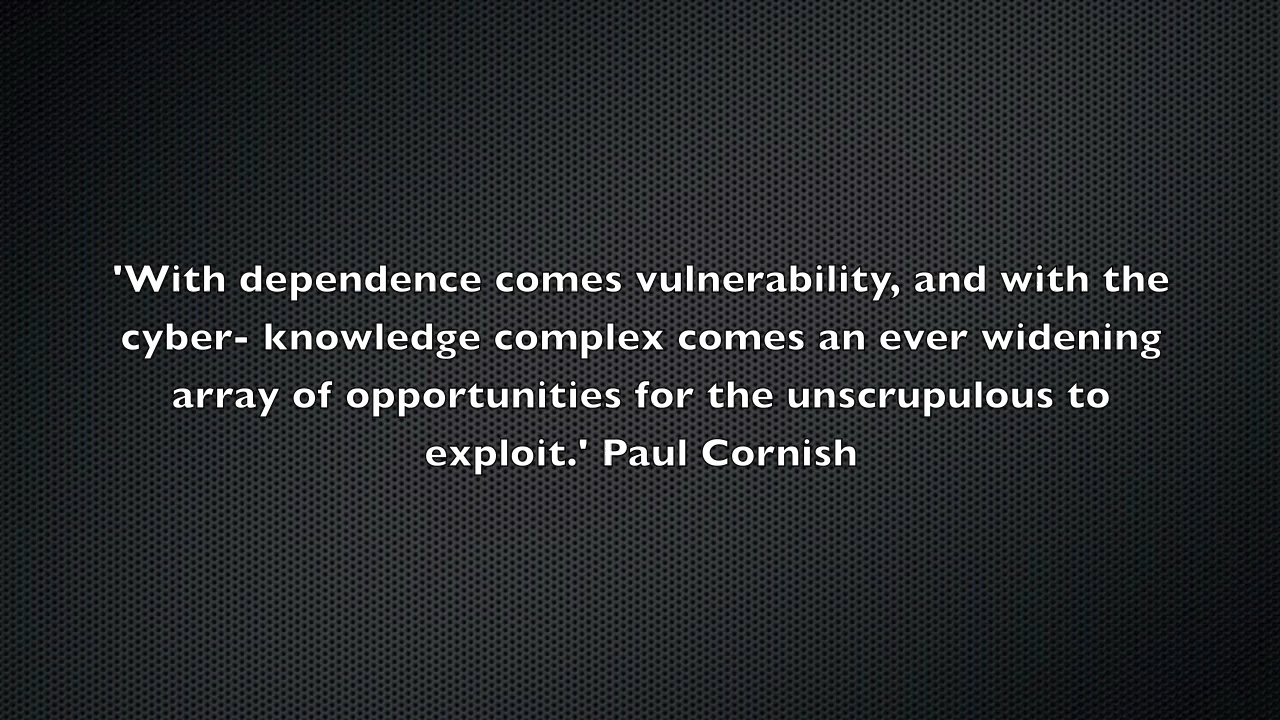 'With dependence comes vulnerability, and with the
cyber- knowledge complex comes an ever widening
array of opportunities for the unscrupulous to
exploit.' Paul Cornish